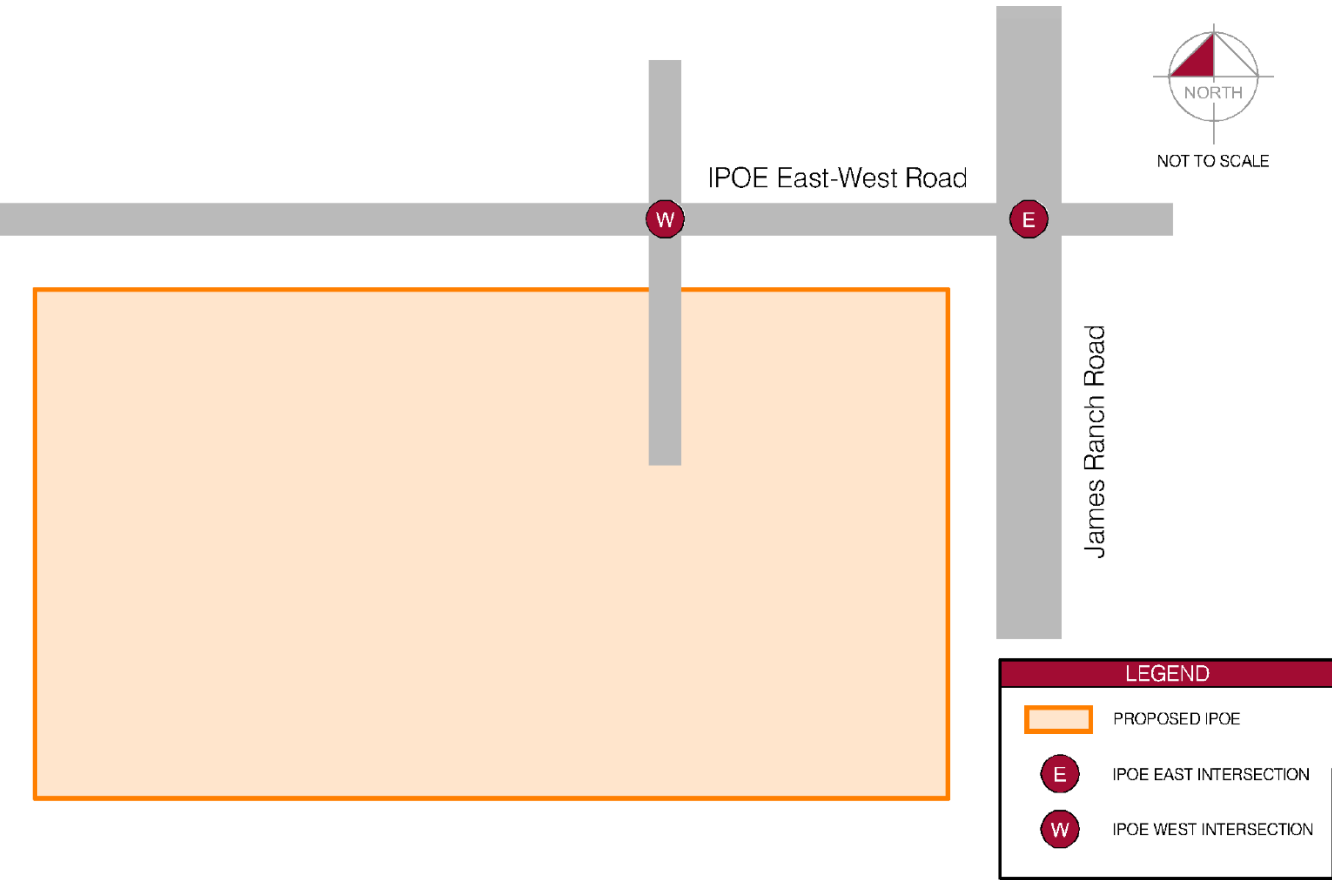 NORTH
NOT TO SCALE
IPOE East-West Road
W
E
James Ranch Road
LEGEND
PROPOSED IPOE
E IPOE EAST INTERSECTION
W IPOE WEST INTERSECTION